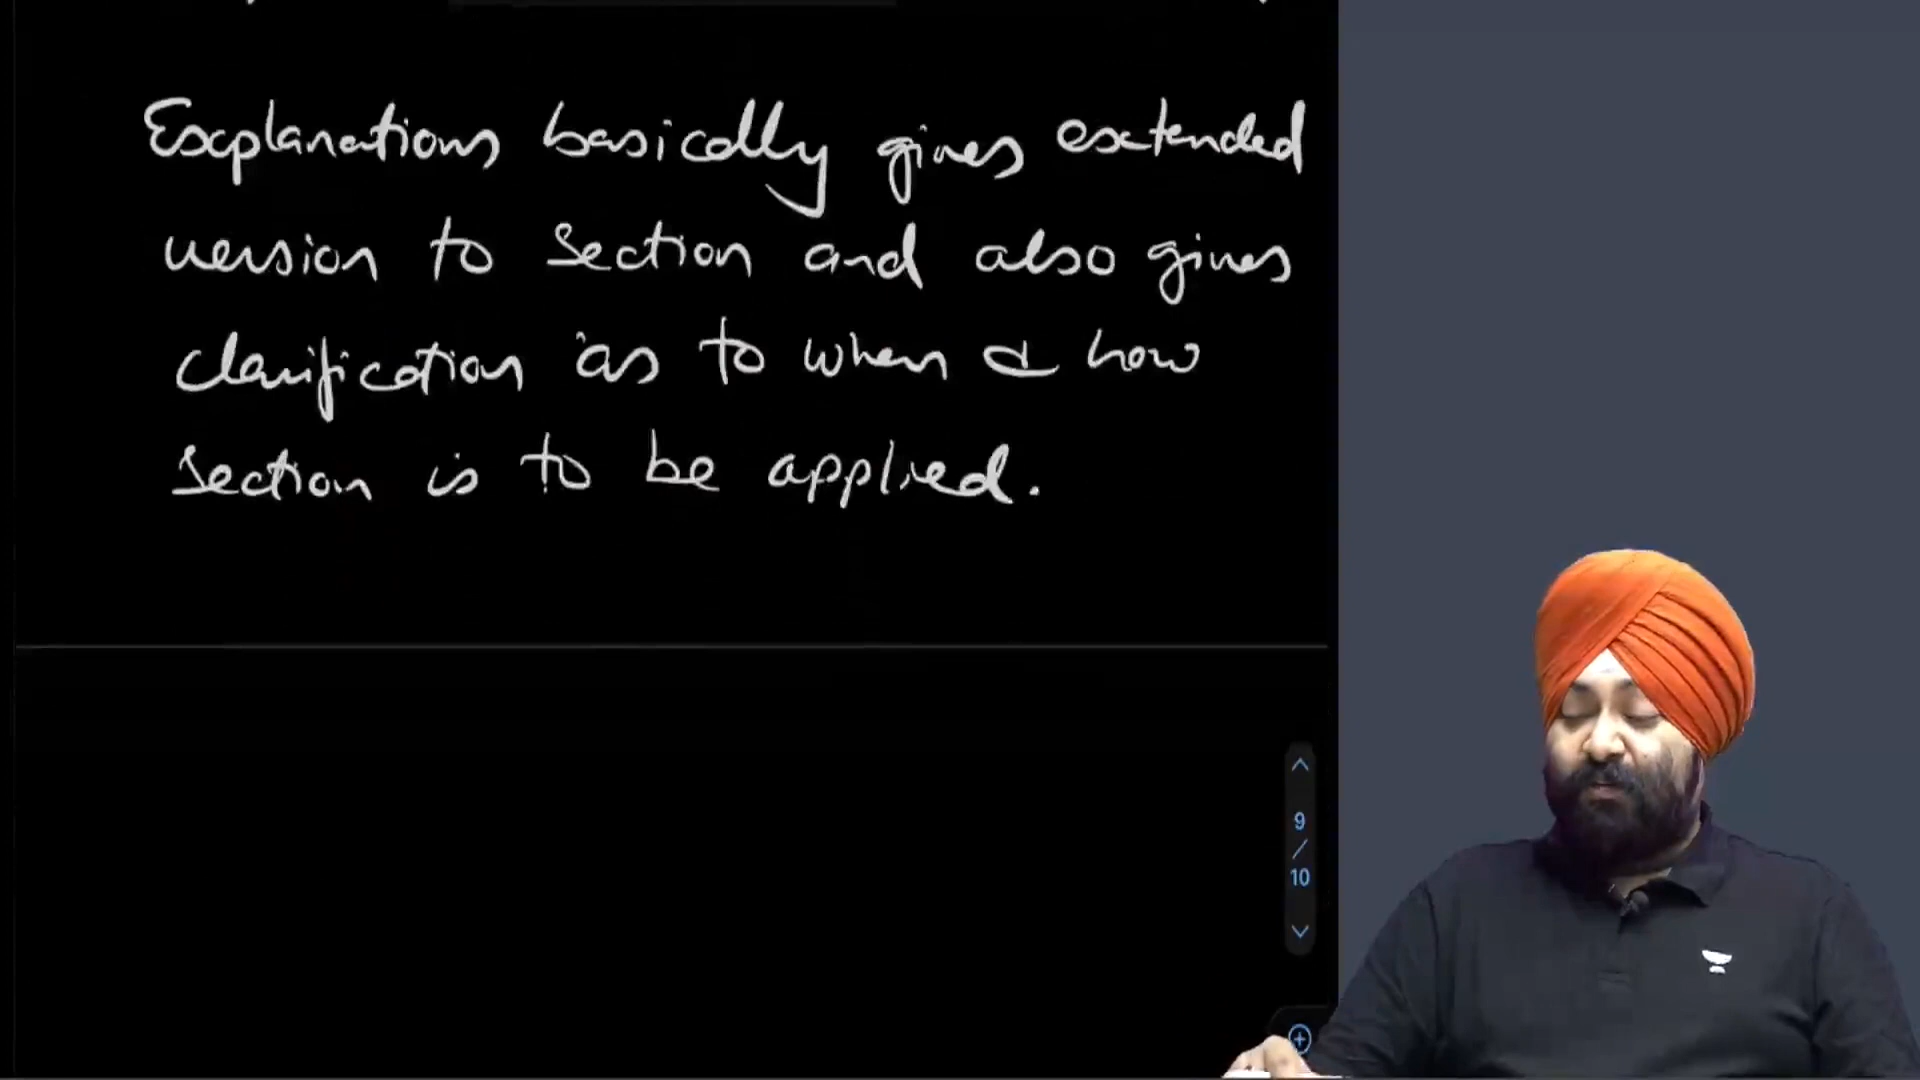 Explanations basically gives extended
version to section and also gives
clarification as to when & how
section is to be applied.
9
/
10